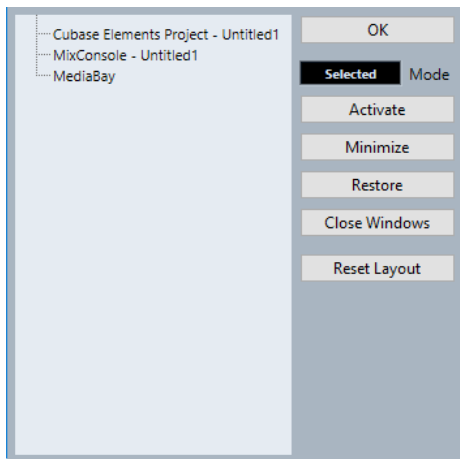 Cubase Elements Project - Untitled1
MixConsole - Untitled1
MediaBay
OK
Selected Mode
Activate
Minimize
Restore
Close Windows
Reset Layout